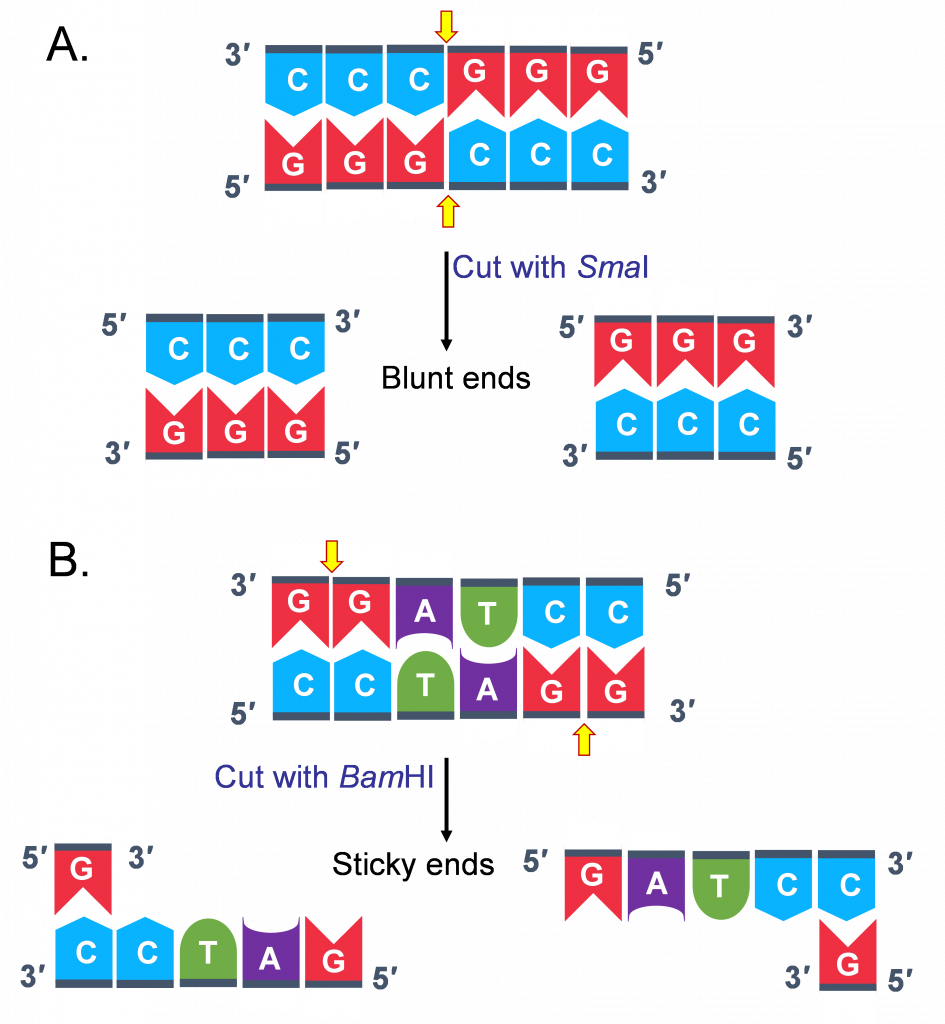 A.
3′ C C C G G G 5′
5′ G G G C C C 3′
Cut with SmaI
5′ C C C 3′ 5′ G G G 3′
Blunt ends
3′ G G G 5′ 3′ C C C 5′
B.
3′ G G A T C C 5′
5′ C C T A G G 3′
Cut with BamHI
5′ G 3′ Sticky ends 5′ G A T C C 3′
3′ C C T A G 5′ 3′ G 5′